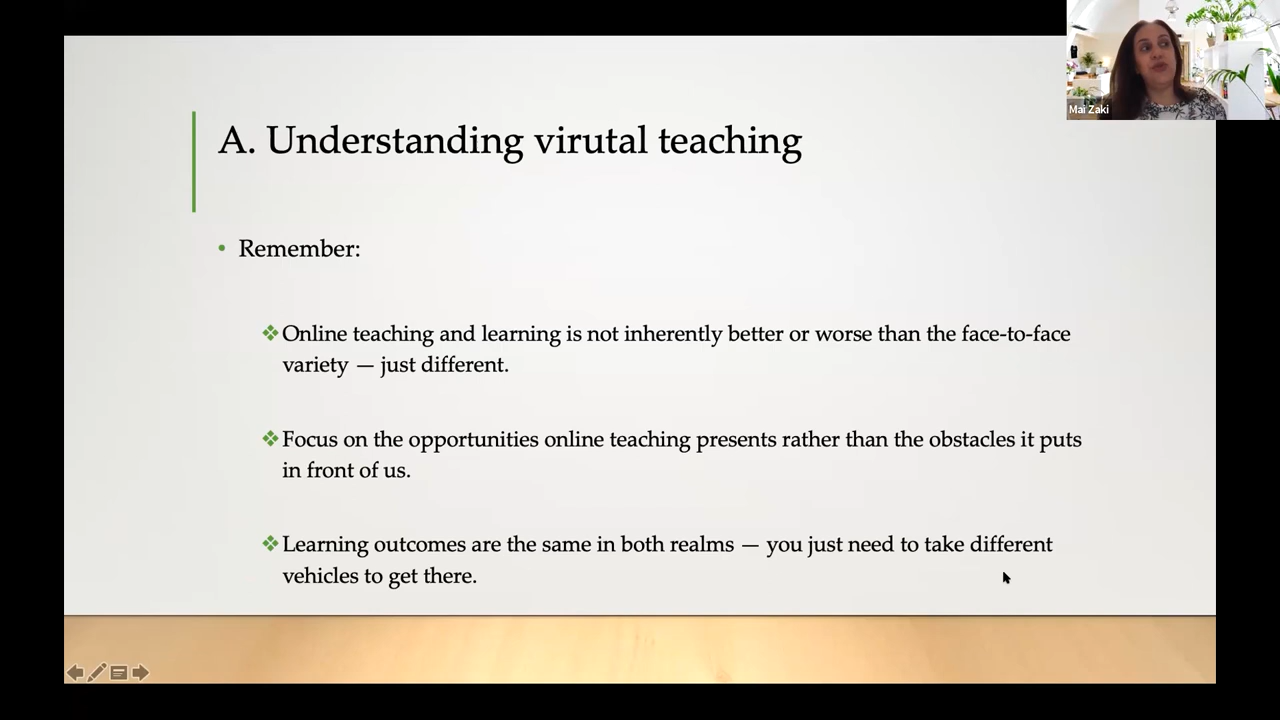 Mai Zaki
A. Understanding virutal teaching
• Remember:
❖Online teaching and learning is not inherently better or worse than the face-to-face
variety — just different.
❖Focus on the opportunities online teaching presents rather than the obstacles it puts
in front of us.
❖Learning outcomes are the same in both realms — you just need to take different
vehicles to get there.